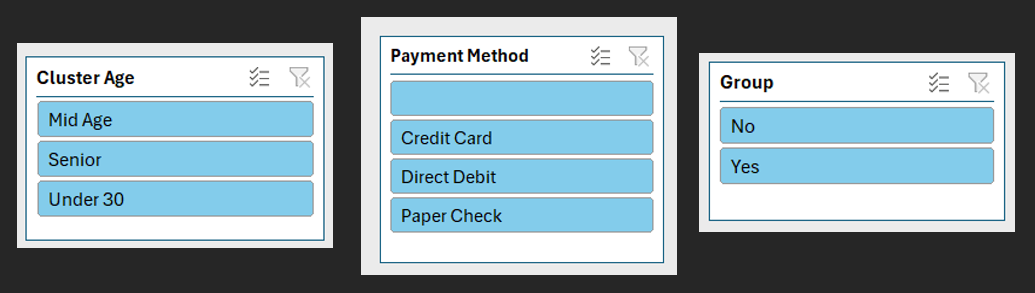 Cluster Age
Mid Age
Senior
Under 30
Payment Method
Credit Card
Direct Debit
Paper Check
Group
No
Yes